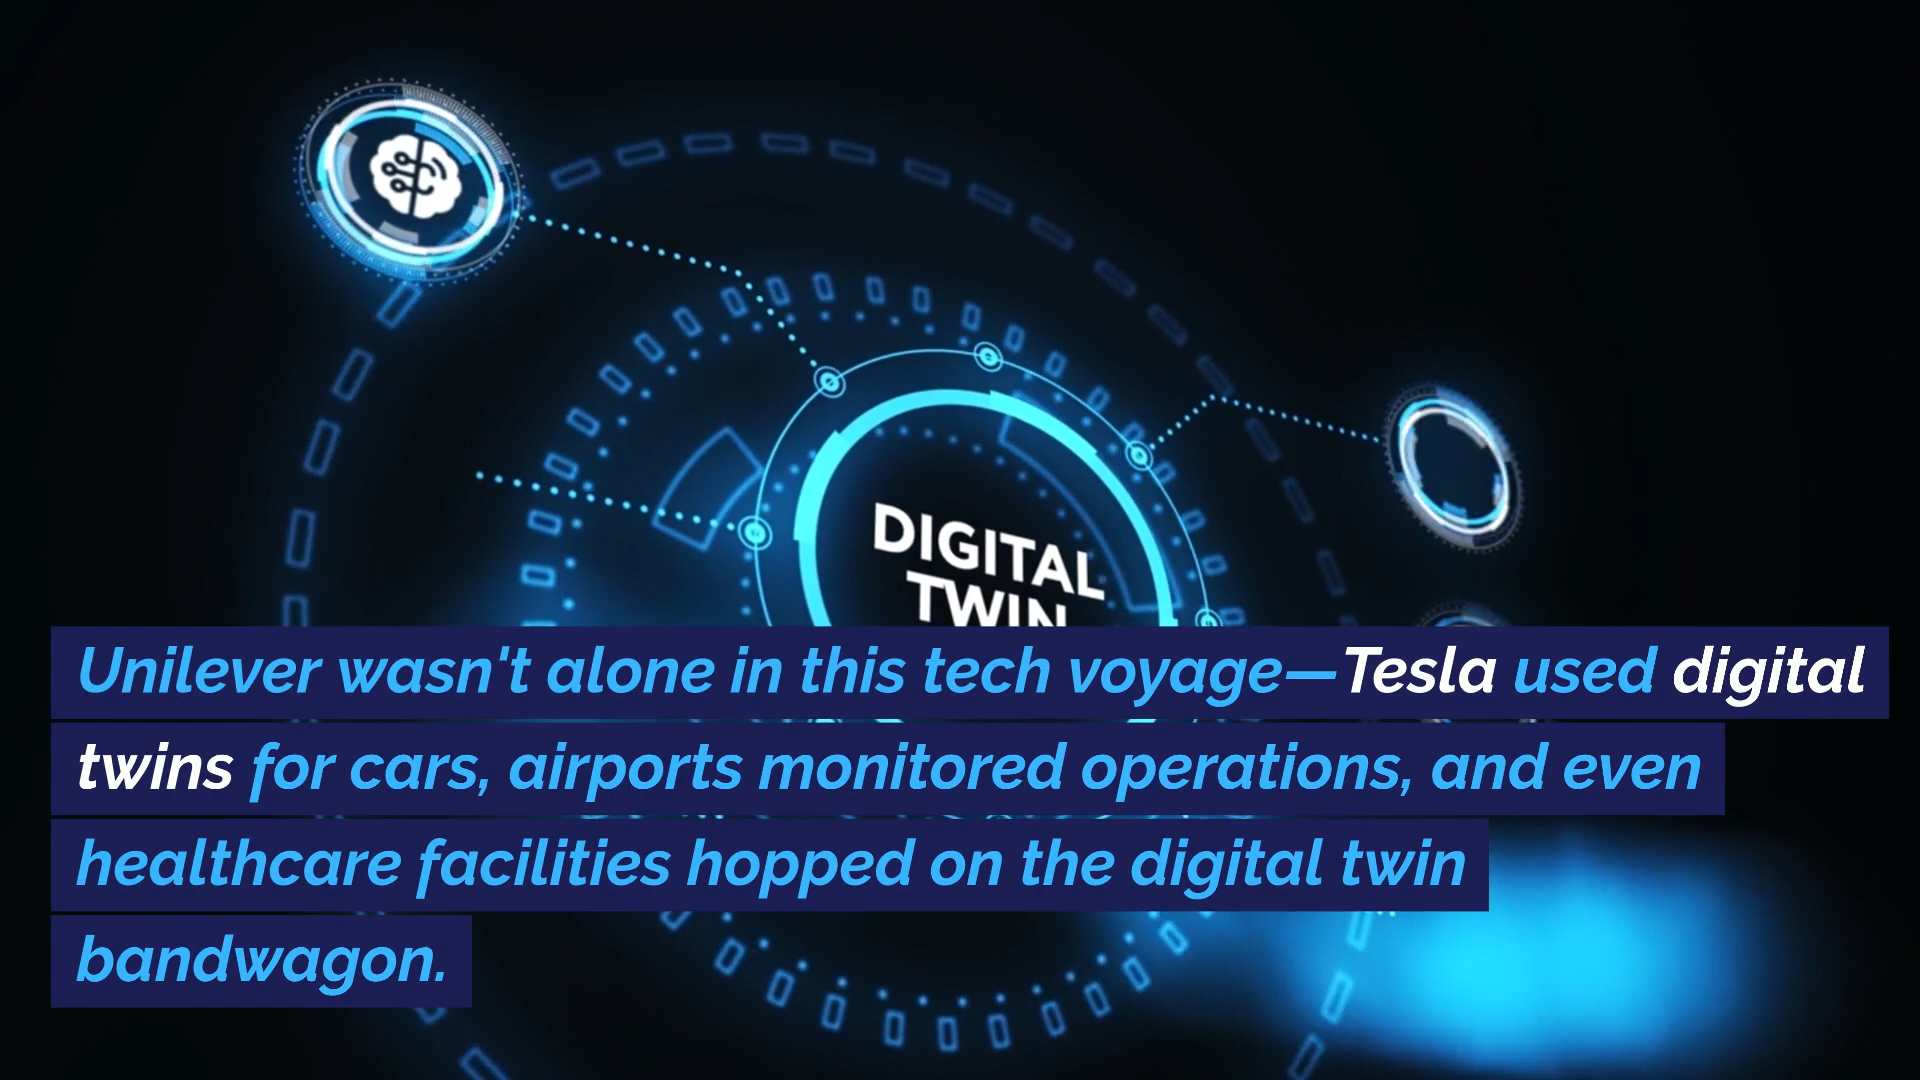 DIGITAL
TWIN
Unilever wasn't alone in this tech voyage—Tesla used digital
twins for cars, airports monitored operations, and even
healthcare facilities hopped on the digital twin
bandwagon.